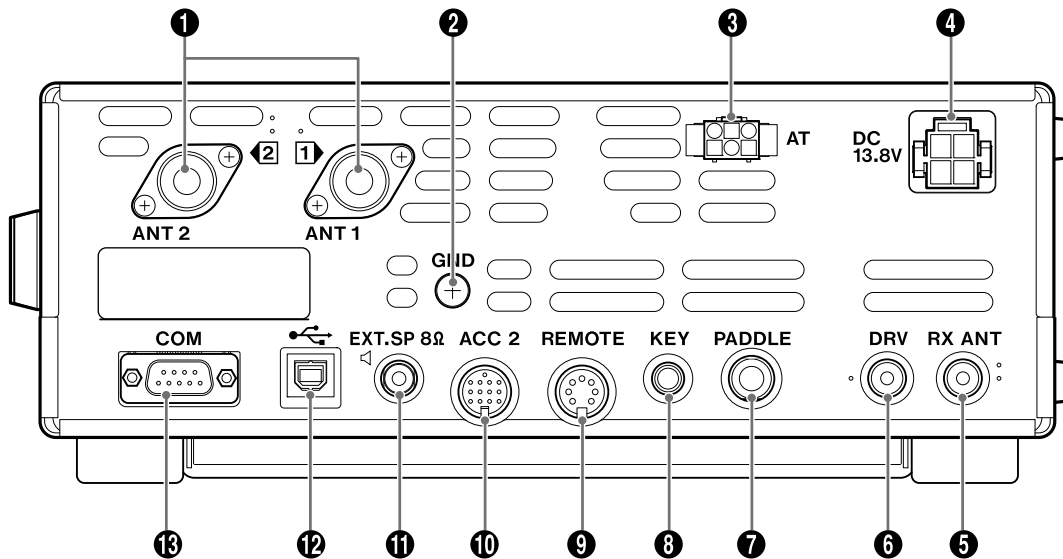 1 2 3 4
2 1
AT
DC
13.8V
ANT 2 ANT 1
GND
COM EXT.SP 8Ω ACC 2 REMOTE KEY PADDLE DRV RX ANT
13 12 11 10 9 8 7 6 5